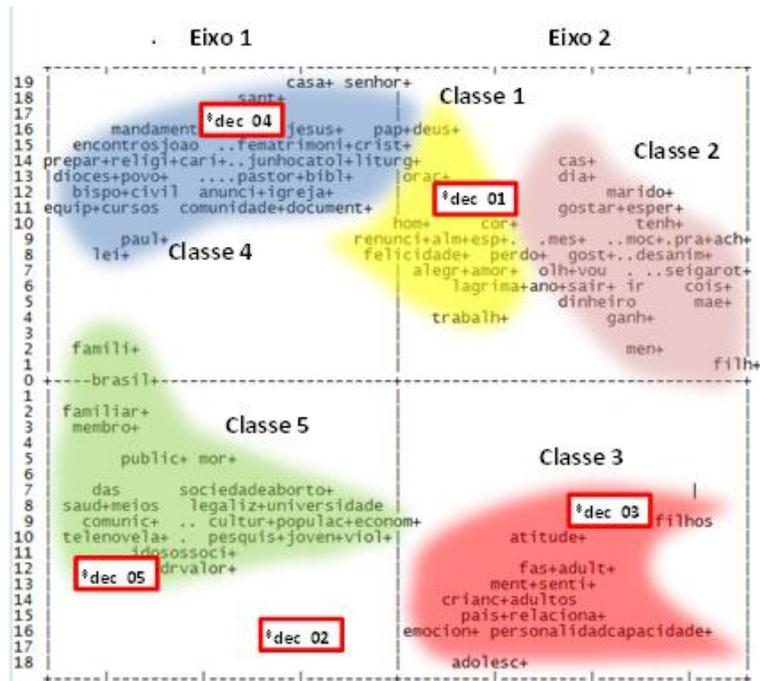 Eixo 1 Eixo 2
19 casa+ senhor+
18 sant+ Classe 1
17 *dec 04
16 mandament jesus+ pap+deus+
15 encontrosjoao ..fematrimoni+crist+ Classe 2
14 prepar+religi+cari+..junhocatol+liturg+ cas+
13 dioces+povo+ ....pastor+bibl+ orac+ dia+
12 bispo+civil anunci+igreja+ *dec 01 marido+
11 equip+cursos comunidade+document+ gostar+esper+
10 hom+ cor+ tenh+
9 paul+ renunci+alm+esp+. .mes+ ..moc+.pra+ach+
8 lei+ Classe 4 felicidade+ perdo+ gost+..desanim+
7 alegr+amor+ olh+vou . ..seigarot+
6 lagrima+ano+sair+ ir cois+
5 dinheiro mae+
4 trabalh+ ganh+
3
2 famili+ men+
1 filh+
0 brasil+
1
2 familiar+
3 membro+ Classe 5
4
5 public+ mor+ Classe 3
6
7 das sociedadeaborto+
8 saud+meios legaliz+universidade *dec 03
9 comunic+ .. cultur+populac+econom+ filhos
10 telenovela+ . pesquis+joven+viol+ atitude+
11 idosossoci+
12 *dec 05 drvalor+ fas+adult+
13 ment+senti+
14 crianc+adultos
15 pais+relaciona+
16 *dec 02 emocion+ personalidadcapacidade+
17
18 adolesc+